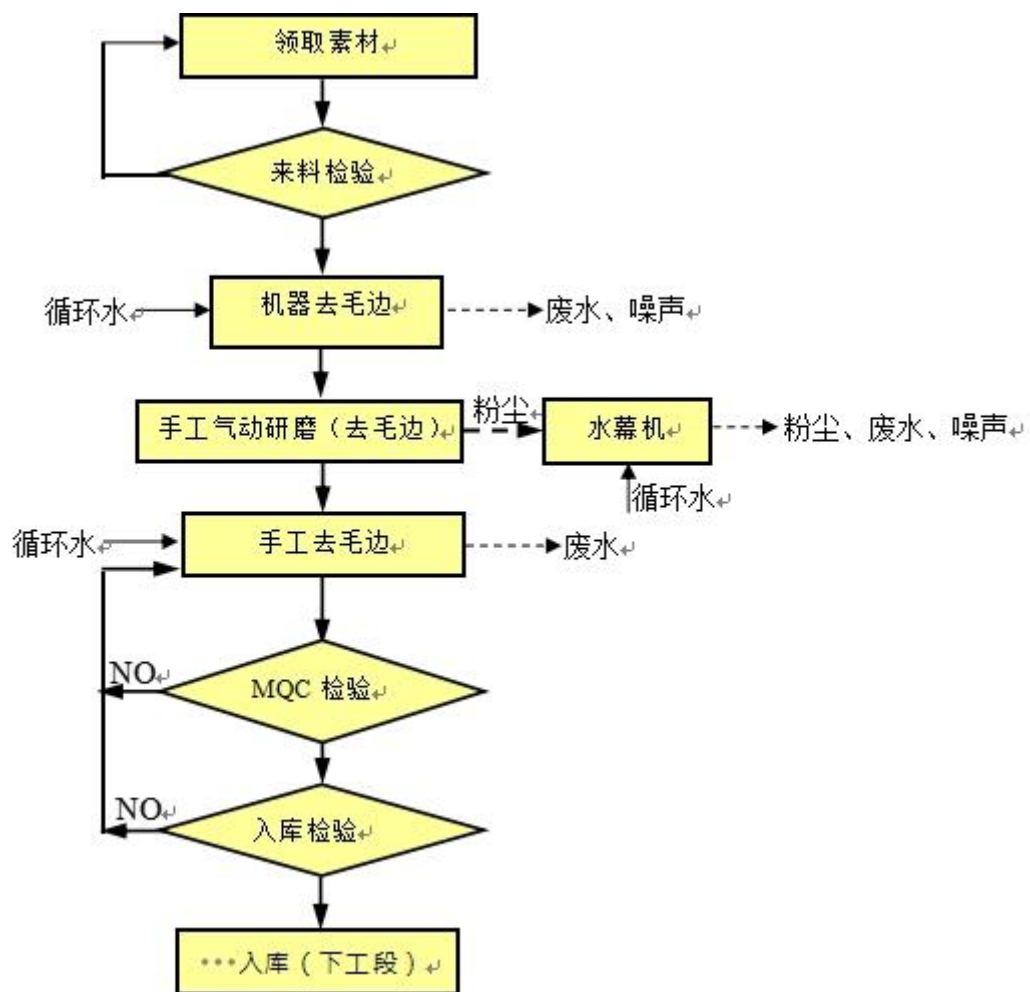 领取素材↵
来料检验↵
循环水↵
机器去毛边↵
废水、噪声↵
手工气动研磨（去毛边）↵
粉尘↵
水幕机↵
粉尘、废水、噪声↵
循环水↵
循环水↵
手工去毛边↵
废水↵
NO↵
MQC 检验↵
NO↵
入库检验↵
···入库（下工段）↵